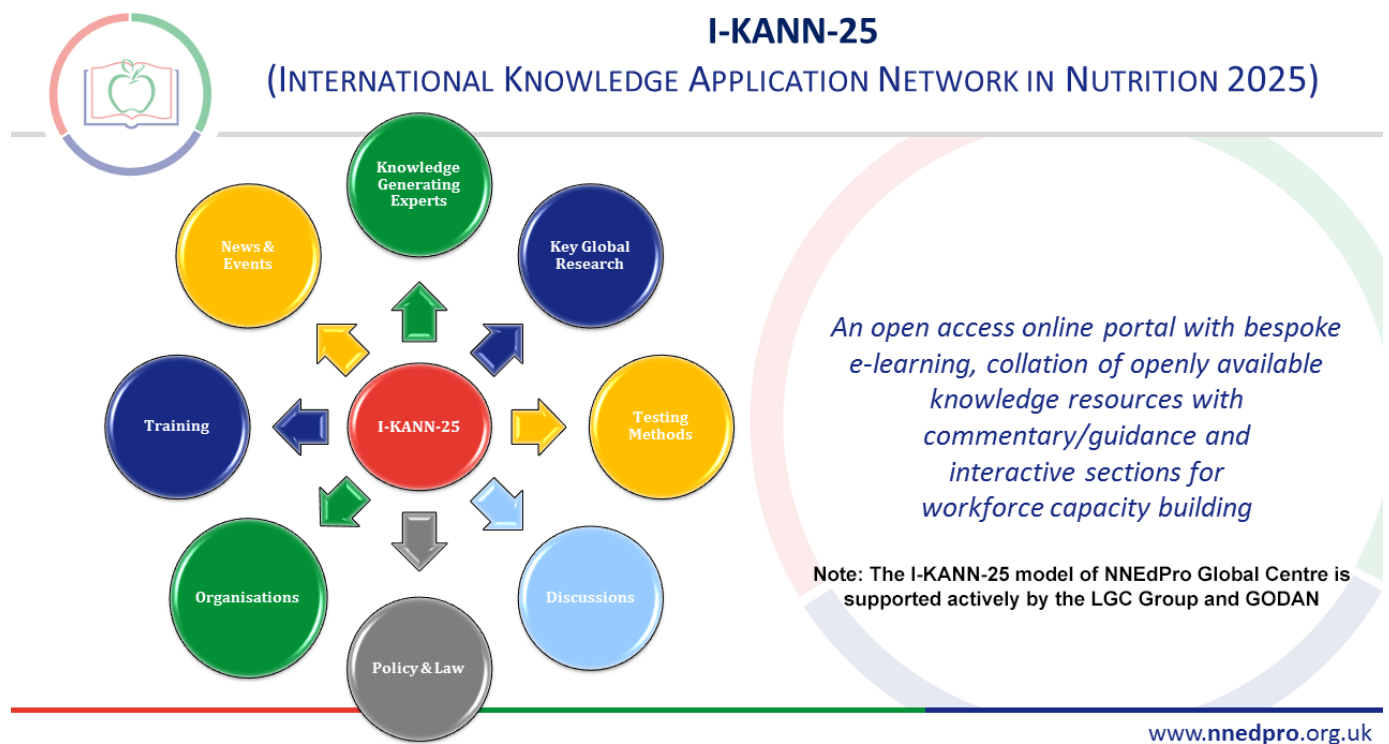 I-KANN-25
(INTERNATIONAL KNOWLEDGE APPLICATION NETWORK IN NUTRITION 2025)
Knowledge
Generating
Experts
News &
Events
Key Global
Research
Training
I-KANN-25
Testing
Methods
Organisations
Discussions
Policy & Law
An open access online portal with bespoke
e-learning, collation of openly available
knowledge resources with
commentary/guidance and
interactive sections for
workforce capacity building
Note: The I-KANN-25 model of NNEdPro Global Centre is
supported actively by the LGC Group and GODAN
www.nnedpro.org.uk